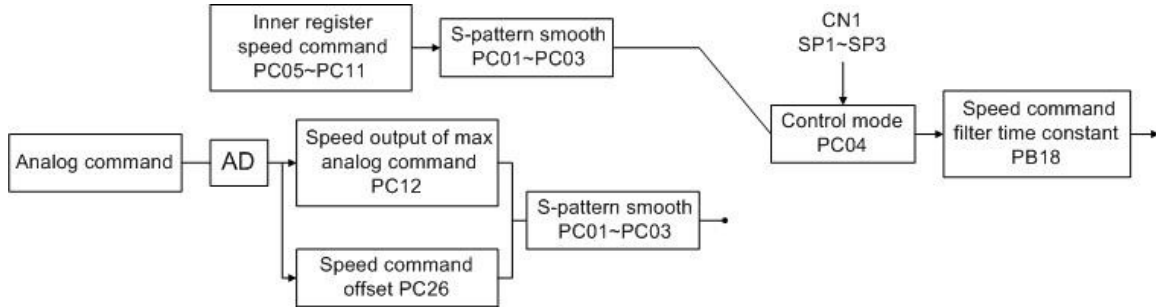 Inner register
speed command
PC05~PC11
S-pattern smooth
PC01~PC03
CN1
SP1~SP3
Control mode
PC04
Speed command
filter time constant
PB18
Analog command
AD
Speed output of max
analog command
PC12
S-pattern smooth
PC01~PC03
Speed command
offset PC26